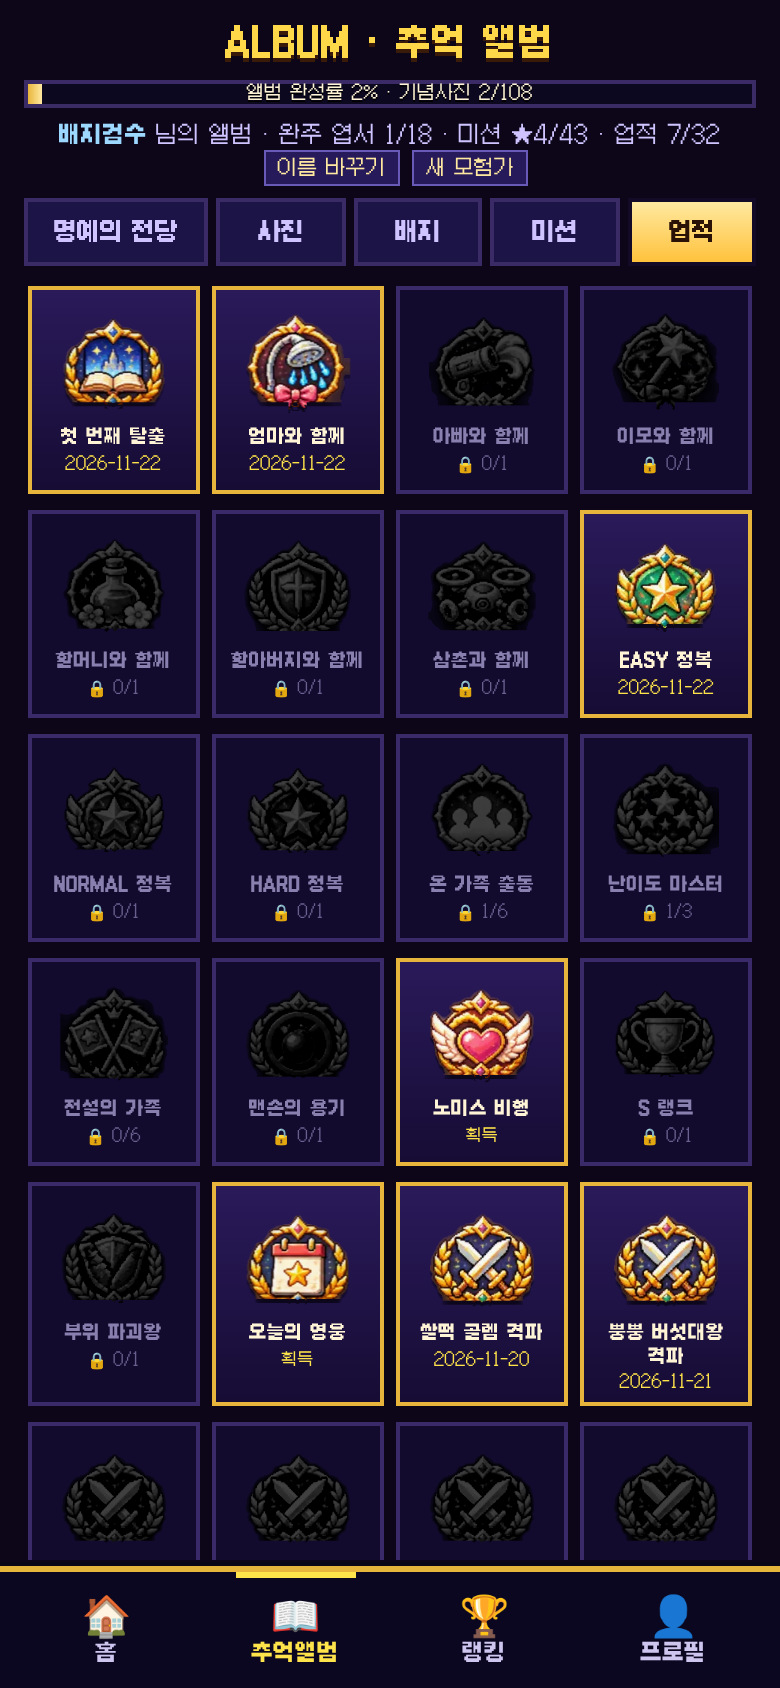 ALBUM · 추억 앨범
앨범 완성률 2% · 기념사진 2/108
배지검수 님의 앨범 · 완주 엽서 1/18 · 미션 ★4/43 · 업적 7/32
이름 바꾸기 새 모험가
명예의 전당 사진 배지 미션 업적
첫 번째 탈출 엄마와 함께 아빠와 함께 이모와 함께
2026-11-22 2026-11-22 🔒 0/1 🔒 0/1
할머니와 함께 할아버지와 함께 삼촌과 함께 EASY 정복
🔒 0/1 🔒 0/1 🔒 0/1 2026-11-22
NORMAL 정복 HARD 정복 온 가족 출동 난이도 마스터
🔒 0/1 🔒 0/1 🔒 1/6 🔒 1/3
전설의 가족 맨손의 용기 노미스 비행 S 랭크
🔒 0/6 🔒 0/1 획득 🔒 0/1
부위 파괴왕 오늘의 영웅 쌀떡 골렘 격파 뿡뿡 버섯대왕
격파
🔒 0/1 획득 2026-11-20 2026-11-21
홈 추억앨범 랭킹 프로필